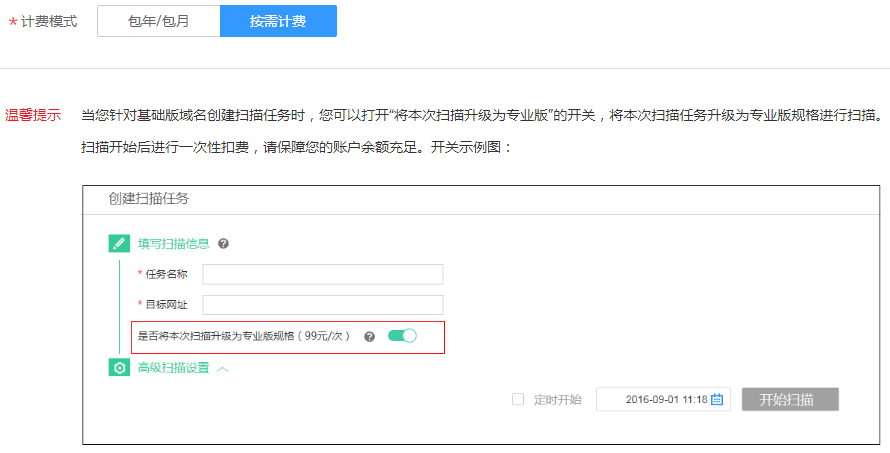 * 计费模式 包年/包月 按需计费
温馨提示 当您针对基础版域名创建扫描任务时，您可以打开“将本次扫描升级为专业版”的开关，将本次扫描任务升级为专业版规格进行扫描。
扫描开始后进行一次性扣费，请保障您的账户余额充足。开关示例图：
创建扫描任务
填写扫描信息 ?
* 任务名称
* 目标网址
是否将本次扫描升级为专业版规格（99元/次） ?
高级扫描设置
定时开始 2016-09-01 11:18 开始扫描